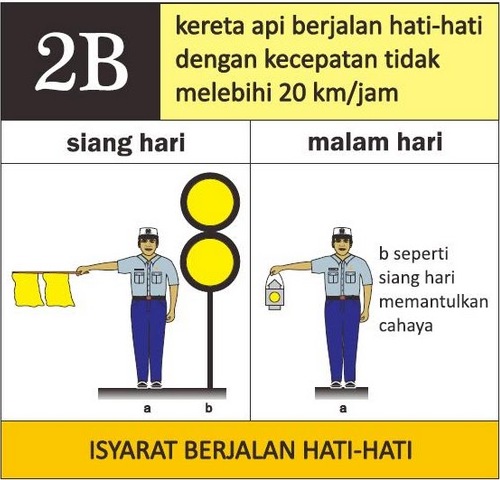 2B
kereta api berjalan hati-hati
dengan kecepatan tidak
melebihi 20 km/jam
siang hari
malam hari
b seperti
siang hari
memantulkan
cahaya
a
b
a
ISYARAT BERJALAN HATI-HATI